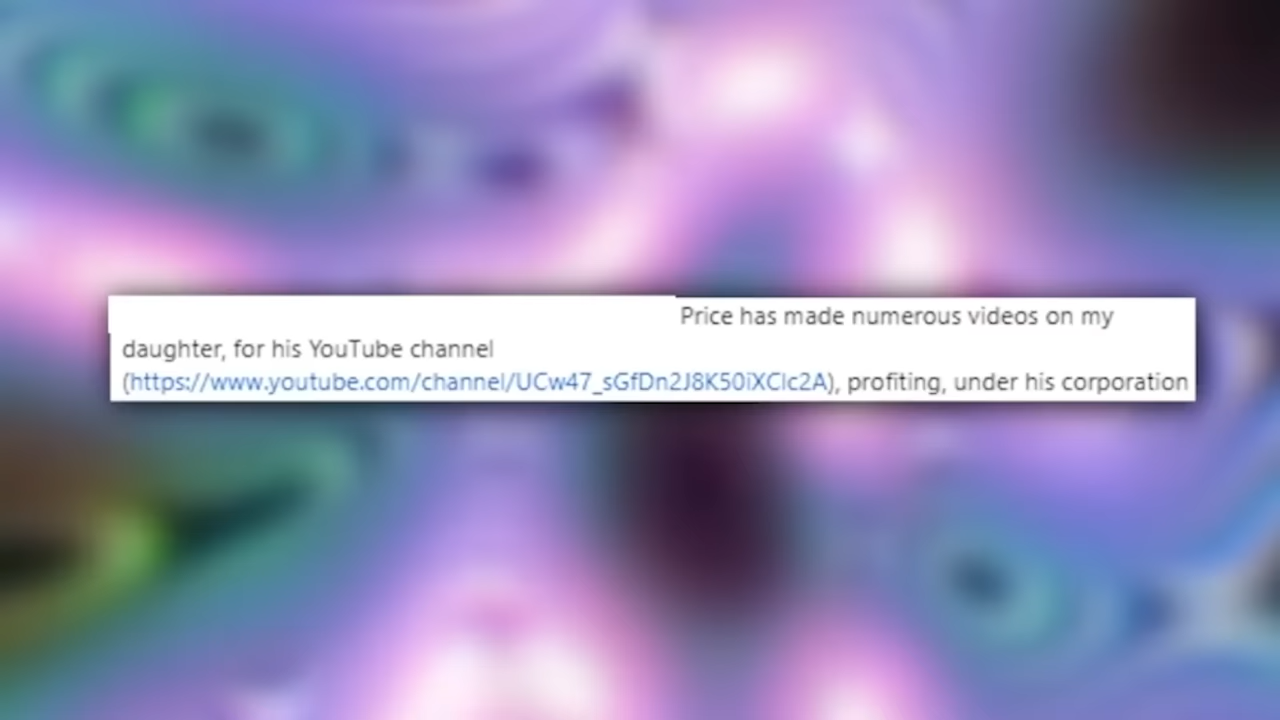 Price has made numerous videos on my
daughter, for his YouTube channel
(https://www.youtube.com/channel/UCw47_sGfDn2J8K50iXCIc2A), profiting, under his corporation